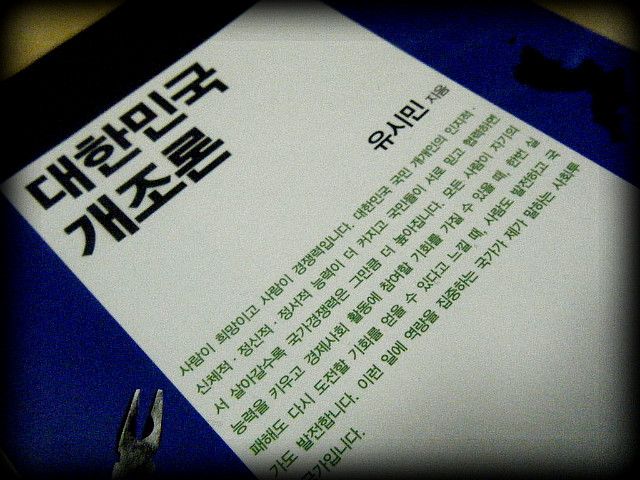 대한민국
개조론
유시민 지음
사람이 희망이고 사람이 경쟁력입니다. 대한민국 국민 개개인의 인지적·
신체적·정신적·정서적 능력이 더 커지고 국민들이 서로 믿고 협력하면
서 살아갈수록 국가경쟁력은 그만큼 더 높아집니다. 모든 사람이 자기의
능력을 키우고 경제사회 활동에 참여할 기회를 가질 수 있을 때, 한번 실
패해도 다시 도전할 기회를 얻을 수 있다고 느낄 때, 사람도 발전하고 국
가도 발전합니다. 이런 일에 역량을 집중하는 국가가 제가 말하는 사회투
국가입니다.